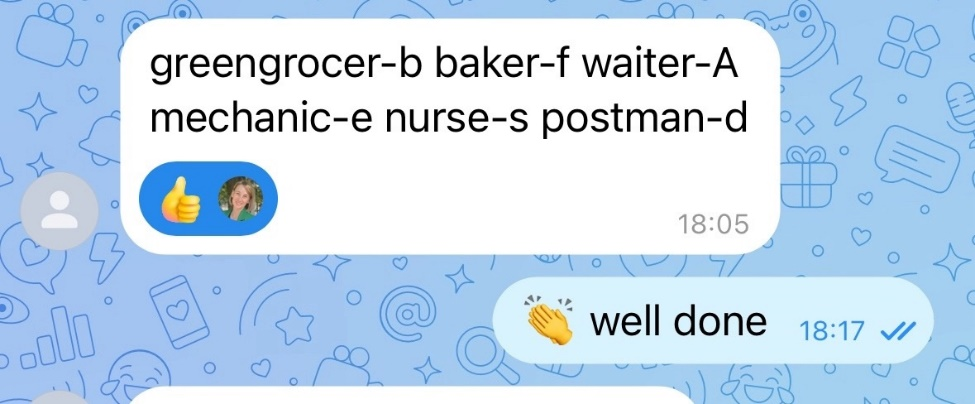 greengrocer-b baker-f waiter-A
mechanic-e nurse-s postman-d
18:05
👏 well done 18:17